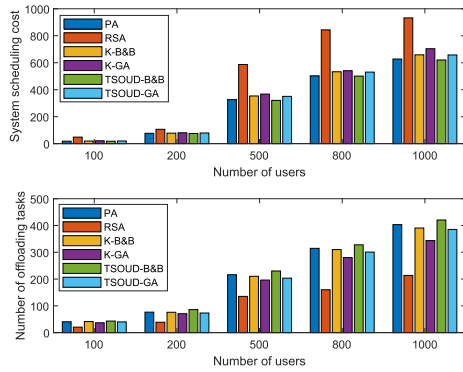 System scheduling cost
1000
800
600
400
200
0
PA
RSA
K-B&B
K-GA
TSOUD-B&B
TSOUD-GA
100 200 500 800 1000
Number of users
Number of offloading tasks
500
400
300
200
100
0
PA
RSA
K-B&B
K-GA
TSOUD-B&B
TSOUD-GA
100 200 500 800 1000
Number of users